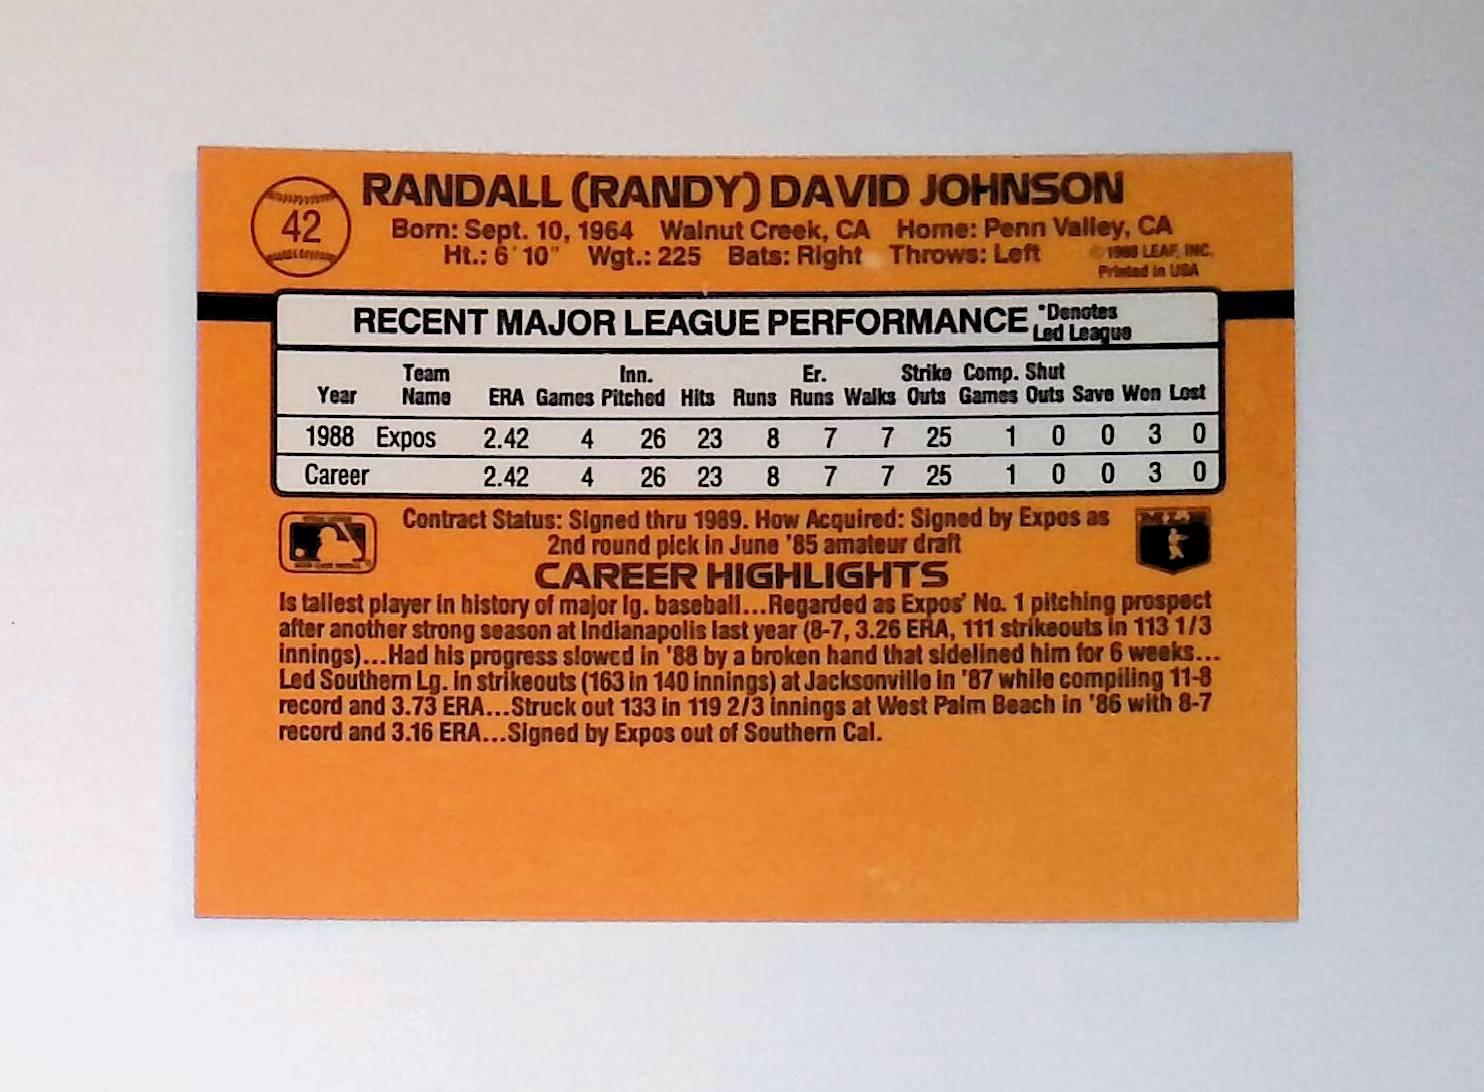 42
RANDALL (RANDY) DAVID JOHNSON
Born: Sept. 10, 1964 Walnut Creek, CA Home: Penn Valley, CA
Ht.: 6' 10" Wgt.: 225 Bats: Right Throws: Left
© 1988 LEAF, INC.
Printed in USA
RECENT MAJOR LEAGUE PERFORMANCE
*Denotes
Led League
Team Inn. Er. Strike Comp. Shut
Year Name ERA Games Pitched Hits Runs Runs Walks Outs Games Outs Save Won Lost
1988 Expos 2.42 4 26 23 8 7 7 25 1 0 0 3 0
Career 2.42 4 26 23 8 7 7 25 1 0 0 3 0
Contract Status: Signed thru 1989. How Acquired: Signed by Expos as
2nd round pick in June '85 amateur draft
CAREER HIGHLIGHTS
Is tallest player in history of major lg. baseball...Regarded as Expos' No. 1 pitching prospect
after another strong season at Indianapolis last year (8-7, 3.26 ERA, 111 strikeouts in 113 1/3
innings)...Had his progress slowed in '88 by a broken hand that sidelined him for 6 weeks...
Led Southern Lg. in strikeouts (163 in 140 innings) at Jacksonville in '87 while compiling 11-8
record and 3.73 ERA...Struck out 133 in 119 2/3 innings at West Palm Beach in '86 with 8-7
record and 3.16 ERA...Signed by Expos out of Southern Cal.